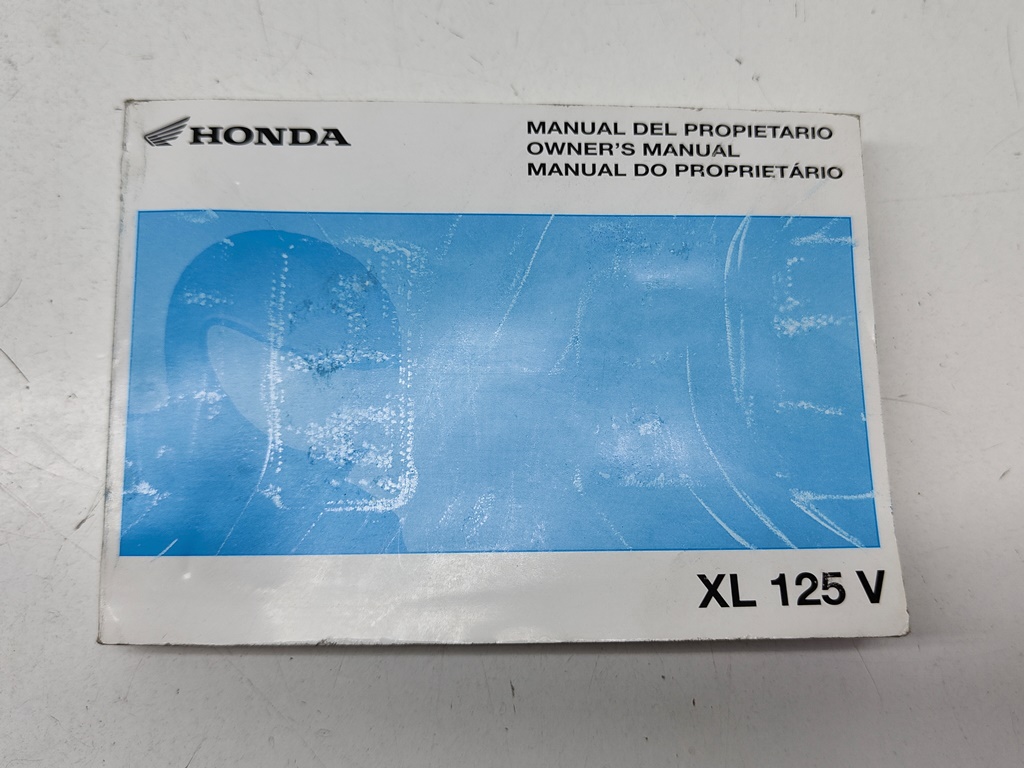 HONDA
MANUAL DEL PROPIETARIO
OWNER'S MANUAL
MANUAL DO PROPRIETÁRIO
XL 125 V